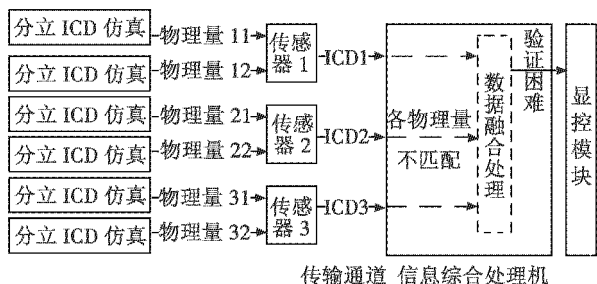 分立 ICD 仿真
物理量 11
分立 ICD 仿真
物理量 12
传感
器 1
ICD1
分立 ICD 仿真
物理量 21
分立 ICD 仿真
物理量 22
传感
器 2
ICD2
分立 ICD 仿真
物理量 31
分立 ICD 仿真
物理量 32
传感
器 3
ICD3
各物理量
不匹配
数据融合处理
验证困难
显控模块
传输通道 信息综合处理机